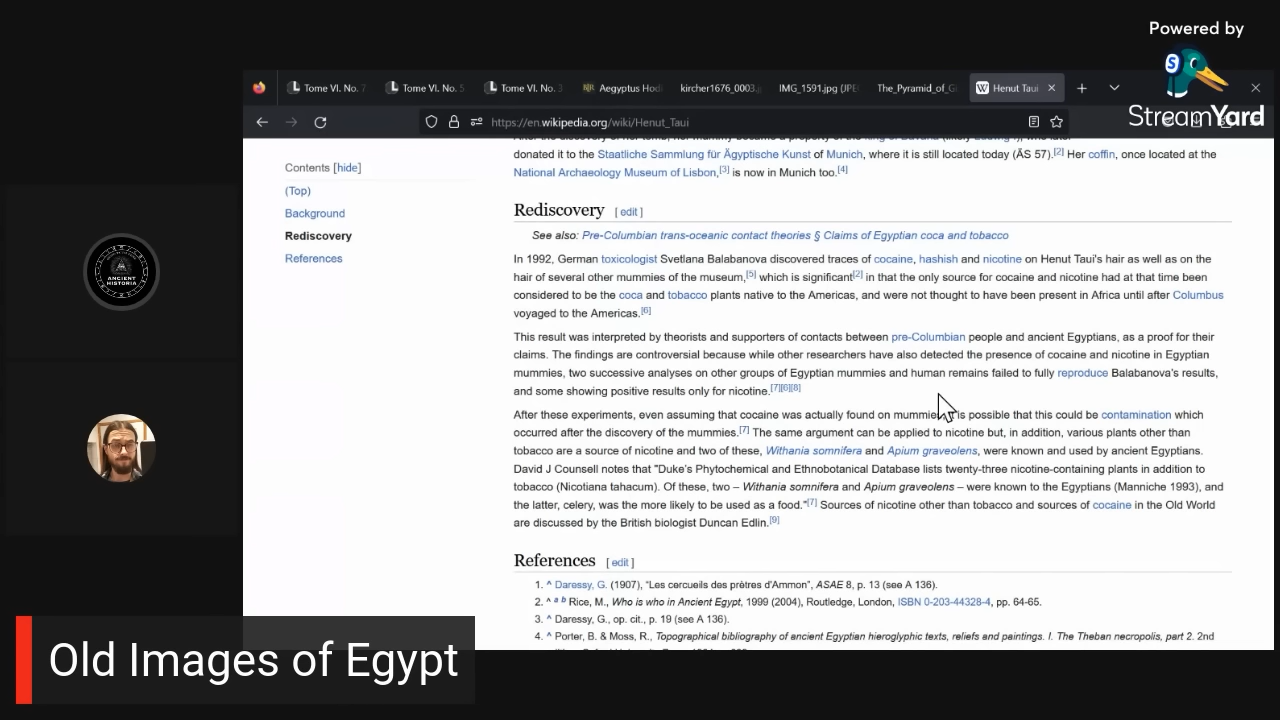 Powered by
StreamYard
Tome VI. No. 7
Tome VI. No. 5
Tome VI. No. 3
Aegyptus Hod
kircher1676_0003.j
IMG_1591.jpg (JPE
The_Pyramid_of_G
Henut Taui
https://en.wikipedia.org/wiki/Henut_Taui
Contents [hide]
(Top)
Background
Rediscovery
References
donated it to the Staatliche Sammlung für Ägyptische Kunst of Munich, where it is still located today (ÄS 57).[2] Her coffin, once located at the
National Archaeology Museum of Lisbon,[3] is now in Munich too.[4]
Rediscovery [ edit ]
See also: Pre-Columbian trans-oceanic contact theories § Claims of Egyptian coca and tobacco
In 1992, German toxicologist Svetlana Balabanova discovered traces of cocaine, hashish and nicotine on Henut Taui's hair as well as on the
hair of several other mummies of the museum,[5] which is significant[2] in that the only source for cocaine and nicotine had at that time been
considered to be the coca and tobacco plants native to the Americas, and were not thought to have been present in Africa until after Columbus
voyaged to the Americas.[6]
This result was interpreted by theorists and supporters of contacts between pre-Columbian people and ancient Egyptians, as a proof for their
claims. The findings are controversial because while other researchers have also detected the presence of cocaine and nicotine in Egyptian
mummies, two successive analyses on other groups of Egyptian mummies and human remains failed to fully reproduce Balabanova's results,
and some showing positive results only for nicotine.[7][6][8]
After these experiments, even assuming that cocaine was actually found on mummie is possible that this could be contamination which
occurred after the discovery of the mummies.[7] The same argument can be applied to nicotine but, in addition, various plants other than
tobacco are a source of nicotine and two of these, Withania somnifera and Apium graveolens, were known and used by ancient Egyptians.
David J Counsell notes that "Duke's Phytochemical and Ethnobotanical Database lists twenty-three nicotine-containing plants in addition to
tobacco (Nicotiana tahacum). Of these, two – Withania somnifera and Apium graveolens – were known to the Egyptians (Manniche 1993), and
the latter, celery, was the more likely to be used as a food."[7] Sources of nicotine other than tobacco and sources of cocaine in the Old World
are discussed by the British biologist Duncan Edlin.[9]
References [ edit ]
1. ^ Daressy, G. (1907), "Les cercueils des prêtres d'Ammon", ASAE 8, p. 13 (see A 136).
2. ^ a b Rice, M., Who is who in Ancient Egypt, 1999 (2004), Routledge, London, ISBN 0-203-44328-4, pp. 64-65.
3. ^ Daressy, G., op. cit., p. 19 (see A 136).
4. ^ Porter, B. & Moss, R., Topographical bibliography of ancient Egyptian hieroglyphic texts, reliefs and paintings. I. The Theban necropolis, part 2. 2nd
ANCIENT
HISTORIA
Old Images of Egypt